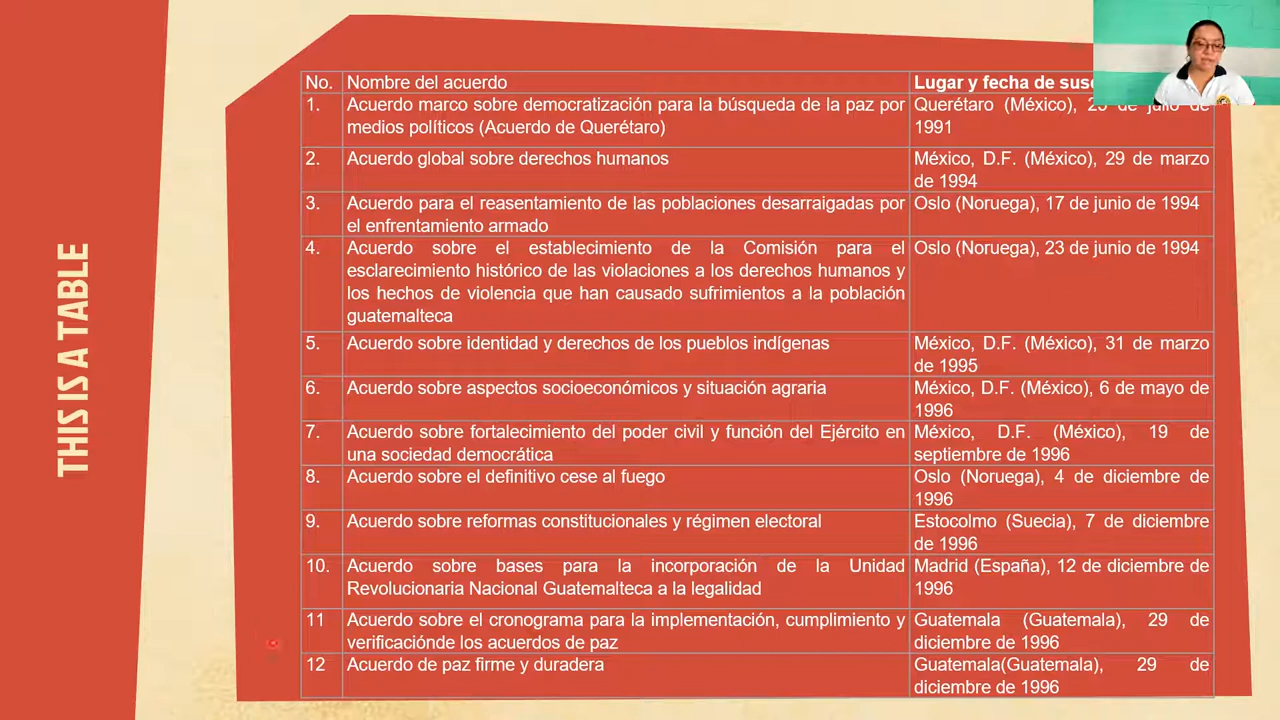 THIS IS A TABLE
No. Nombre del acuerdo Lugar y fecha de
1. Acuerdo marco sobre democratización para la búsqueda de la paz por Querétaro (México), de julio de
medios políticos (Acuerdo de Querétaro) 1991
2. Acuerdo global sobre derechos humanos México, D.F. (México), 29 de marzo
de 1994
3. Acuerdo para el reasentamiento de las poblaciones desarraigadas por Oslo (Noruega), 17 de junio de 1994
el enfrentamiento armado
4. Acuerdo sobre el establecimiento de la Comisión para el Oslo (Noruega), 23 de junio de 1994
esclarecimiento histórico de las violaciones a los derechos humanos y
los hechos de violencia que han causado sufrimientos a la población
guatemalteca
5. Acuerdo sobre identidad y derechos de los pueblos indígenas México, D.F. (México), 31 de marzo
de 1995
6. Acuerdo sobre aspectos socioeconómicos y situación agraria México, D.F. (México), 6 de mayo de
1996
7. Acuerdo sobre fortalecimiento del poder civil y función del Ejército en México, D.F. (México), 19 de
una sociedad democrática septiembre de 1996
8. Acuerdo sobre el definitivo cese al fuego Oslo (Noruega), 4 de diciembre de
1996
9. Acuerdo sobre reformas constitucionales y régimen electoral Estocolmo (Suecia), 7 de diciembre
de 1996
10. Acuerdo sobre bases para la incorporación de la Unidad Madrid (España), 12 de diciembre de
Revolucionaria Nacional Guatemalteca a la legalidad 1996
11 Acuerdo sobre el cronograma para la implementación, cumplimiento y Guatemala (Guatemala), 29 de
verificaciónde los acuerdos de paz diciembre de 1996
12 Acuerdo de paz firme y duradera Guatemala(Guatemala), 29 de
diciembre de 1996